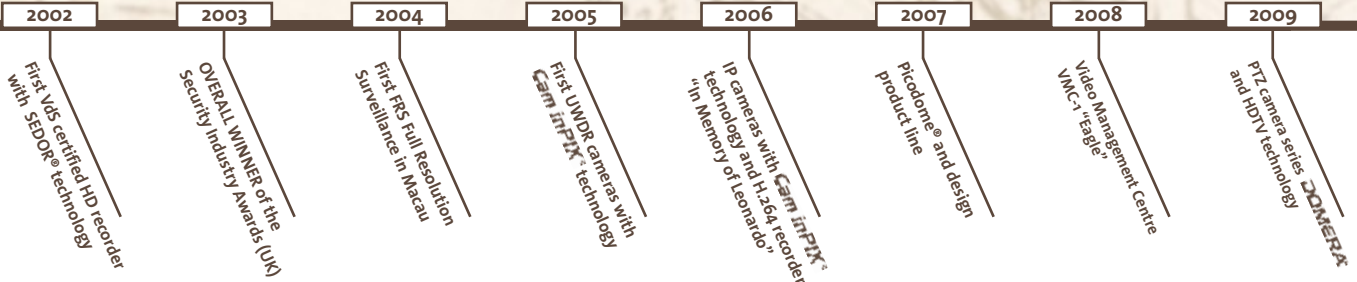 2002
First VdS certified HD recorder
with SEDOR® technology
2003
OVERALL WINNER of the
Security Industry Awards (UK)
2004
First FRS Full Resolution
Surveillance in Macau
2005
First UWDR cameras with
Cam inPIX® technology
2006
IP cameras with Cam inPIX®
technology and H.264 recorder
“In Memory of Leonardo”
2007
Picodome® and design
product line
2008
Video Management Centre
VMC-1 “Eagle”
2009
PTZ camera series DOMERA
and HDTV technology